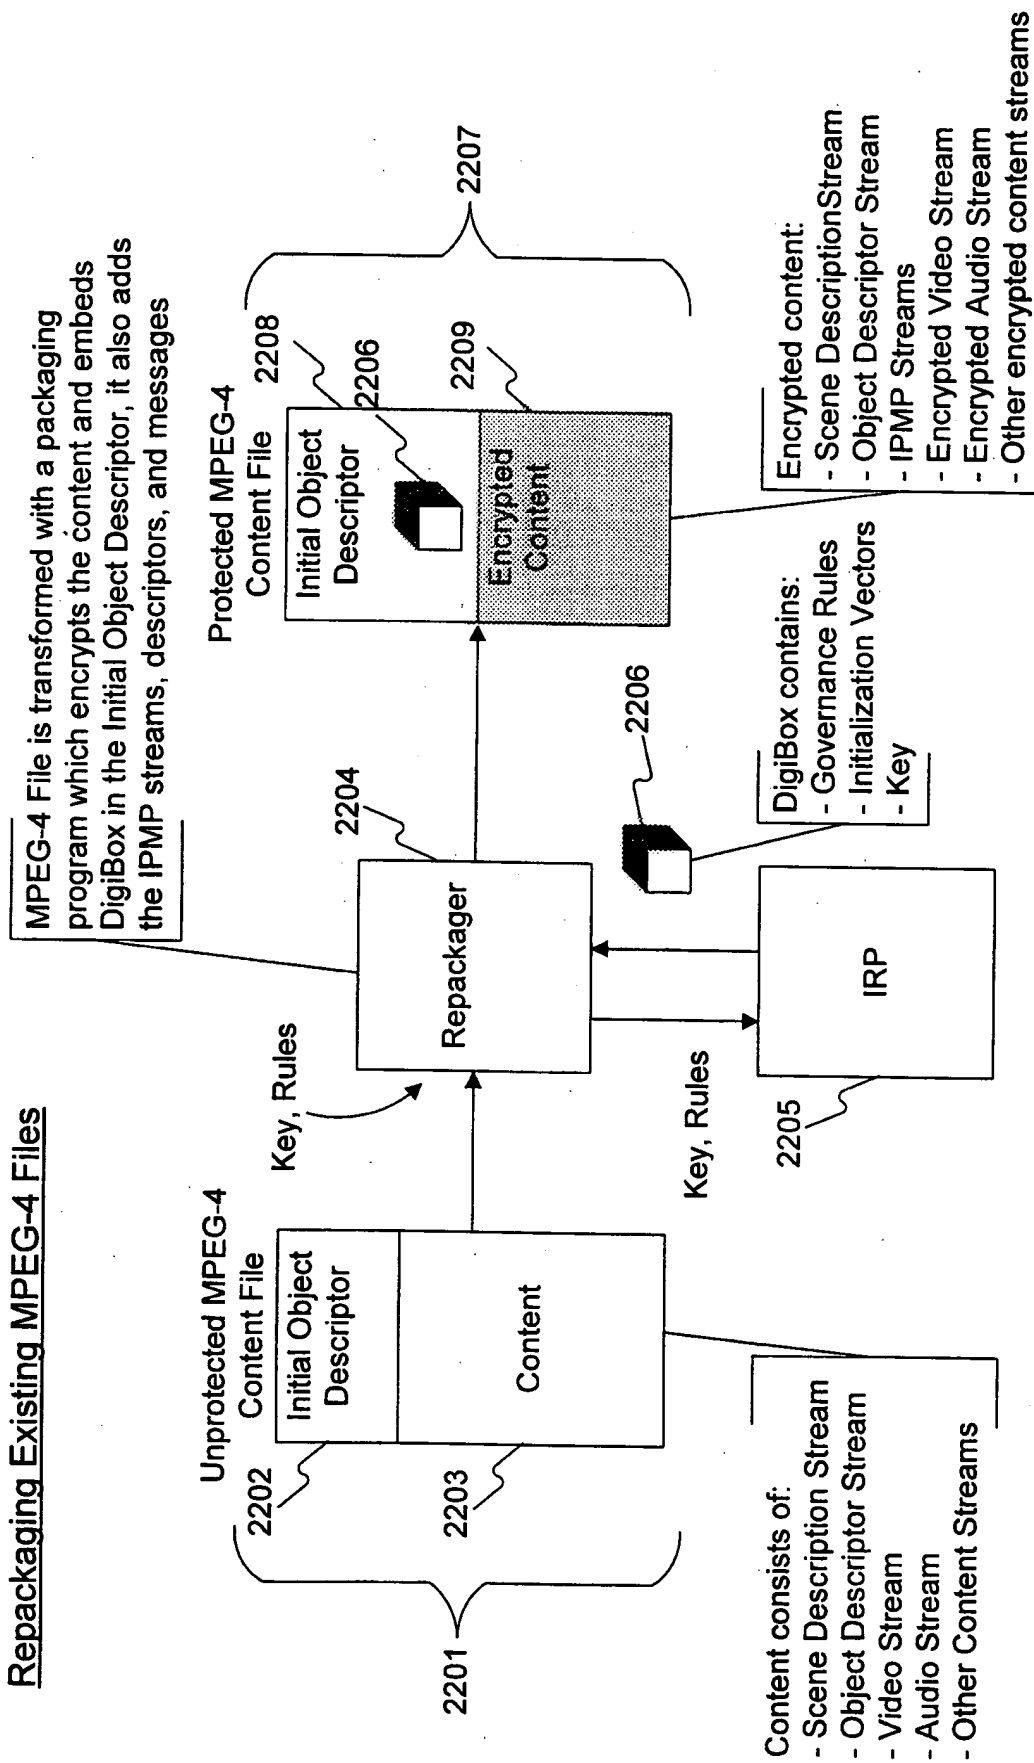 Repackaging Existing MPEG-4 Files
MPEG-4 File is transformed with a packaging
program which encrypts the content and embeds
DigiBox in the Initial Object Descriptor, it also adds
the IPMP streams, descriptors, and messages
Unprotected MPEG-4
Content File
2201
2202
Initial Object
Descriptor
2203
Content
Content consists of:
- Scene Description Stream
- Object Descriptor Stream
- Video Stream
- Audio Stream
- Other Content Streams
Key, Rules
2204
Repackager
Key, Rules
2205
IRP
2206
DigiBox contains:
- Governance Rules
- Initialization Vectors
- Key
Protected MPEG-4
Content File
2208
Initial Object
Descriptor
2206
2209
Encrypted
Content
2207
Encrypted content:
- Scene DescriptionStream
- Object Descriptor Stream
- IPMP Streams
- Encrypted Video Stream
- Encrypted Audio Stream
- Other encrypted content streams